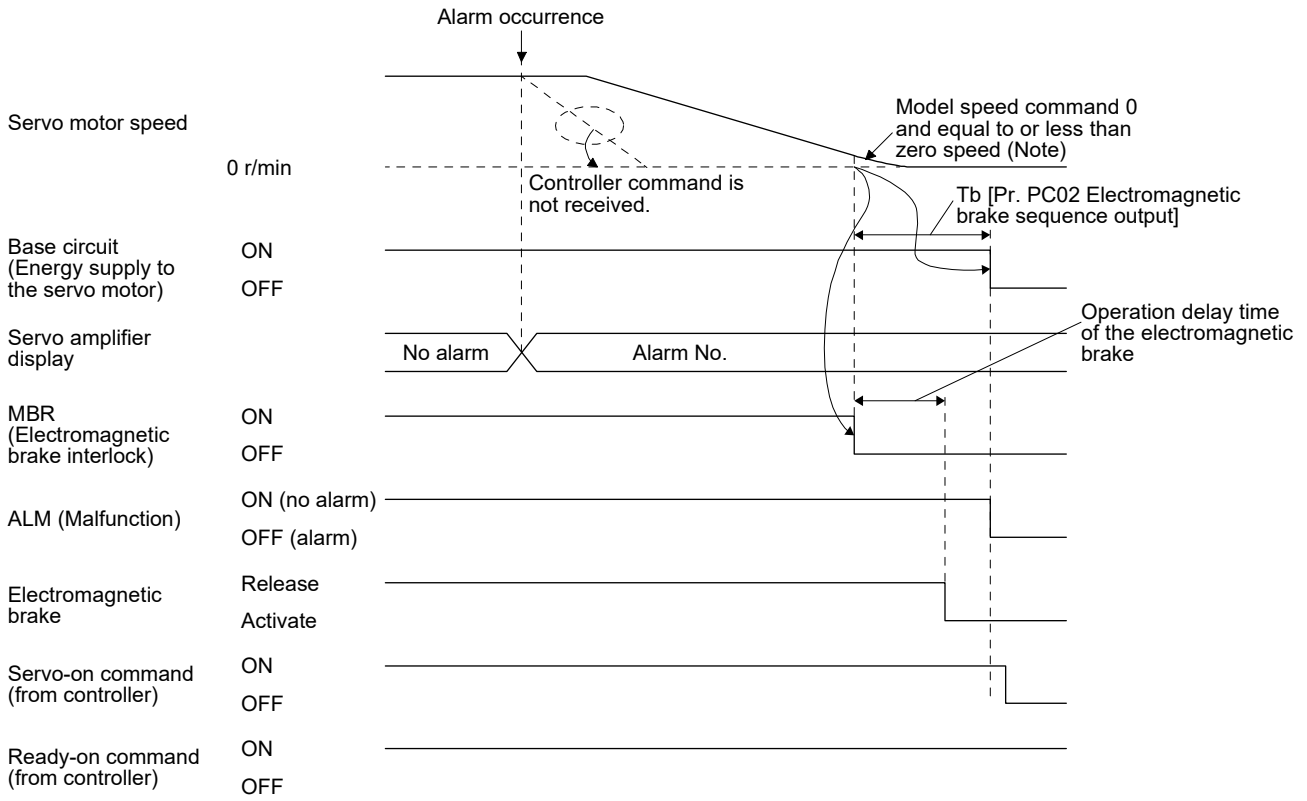 Alarm occurrence
Servo motor speed
0 r/min
Model speed command 0
and equal to or less than
zero speed (Note)
Controller command is
not received.
Tb [Pr. PC02 Electromagnetic
brake sequence output]
Base circuit
(Energy supply to
the servo motor)
ON
OFF
Operation delay time
of the electromagnetic
brake
Servo amplifier
display
No alarm
Alarm No.
MBR
(Electromagnetic
brake interlock)
ON
OFF
ALM (Malfunction)
ON (no alarm)
OFF (alarm)
Electromagnetic
brake
Release
Activate
Servo-on command
(from controller)
ON
OFF
Ready-on command
(from controller)
ON
OFF